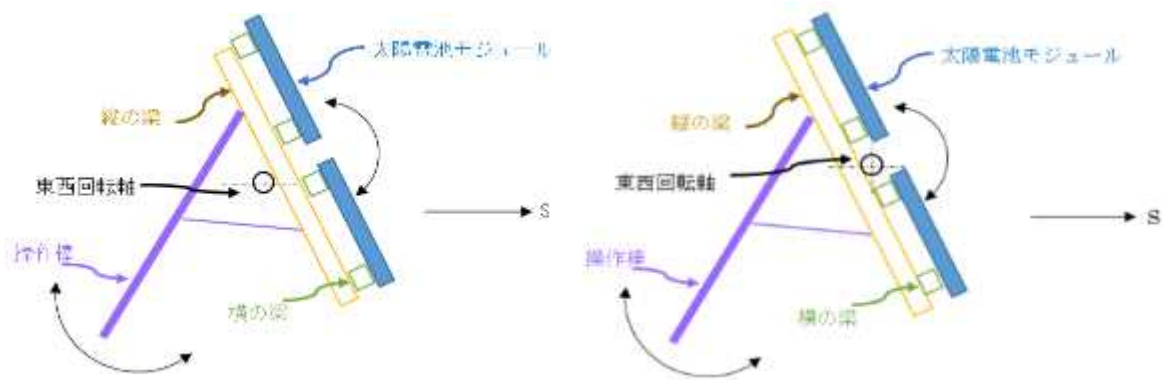 太陽電池モジュール
縦の梁
東西回転軸
S
操作棒
横の梁
太陽電池モジュール
縦の梁
東西回転軸
S
操作棒
横の梁